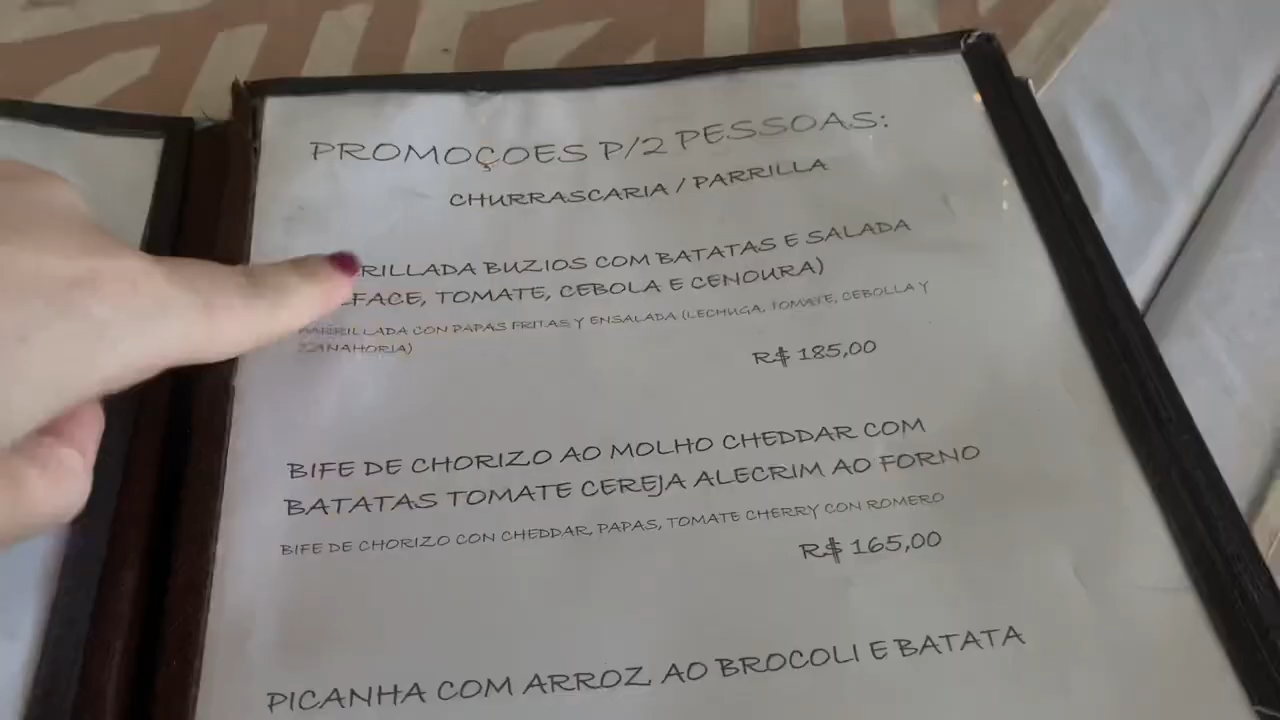 PROMOÇOES P/2 PESSOAS:
CHURRASCARIA / PARRILLA
RILLADA BUZIOS COM BATATAS E SALADA
FACE, TOMATE, CEBOLA E CENOURA)
PARRILLADA CON PAPAS FRITAS Y ENSALADA (LECHUGA, TOMATE, CEBOLLA Y
ZANAHORIA)
R$ 185,00
BIFE DE CHORIZO AO MOLHO CHEDDAR COM
BATATAS TOMATE CEREJA ALECRIM AO FORNO
BIFE DE CHORIZO CON CHEDDAR, PAPAS, TOMATE CHERRY CON ROMERO
R$ 165,00
PICANHA COM ARROZ AO BROCOLI E BATATA